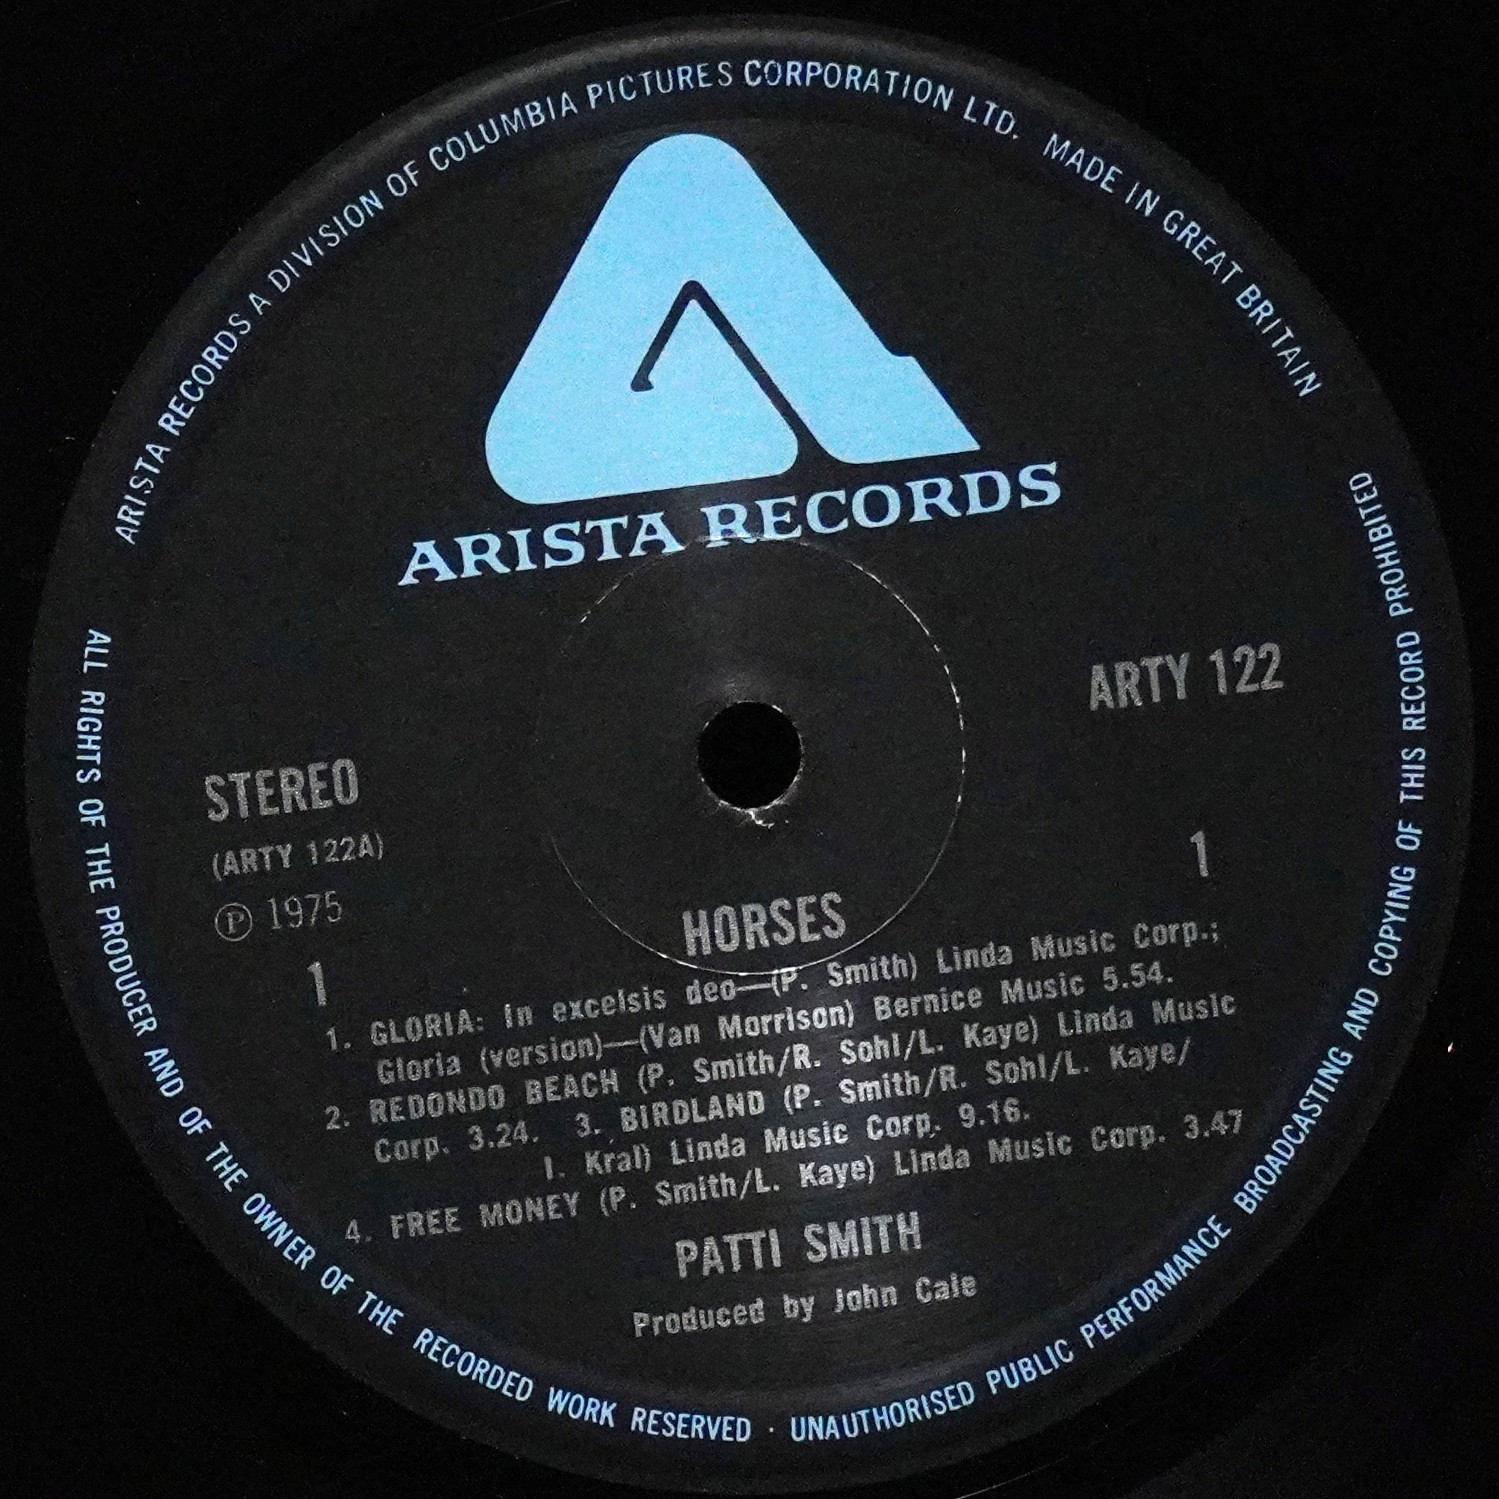 ARISTA RECORDS A DIVISION OF COLUMBIA PICTURES CORPORATION LTD. MADE IN GREAT BRITAIN
ARISTA RECORDS
ARTY 122
STEREO
(ARTY 122A)
℗ 1975
1
1
HORSES
1. GLORIA: In excelsis deo—(P. Smith) Linda Music Corp.;
Gloria (version)—(Van Morrison) Bernice Music 5.54.
2. REDONDO BEACH (P. Smith/R. Sohl/L. Kaye) Linda Music
Corp. 3.24. 3. BIRDLAND (P. Smith/R. Sohl/L. Kaye/
I. Kral) Linda Music Corp. 9.16.
4. FREE MONEY (P. Smith/L. Kaye) Linda Music Corp. 3.47
PATTI SMITH
Produced by John Cale
ALL RIGHTS OF THE PRODUCER AND OF THE OWNER OF THE RECORDED WORK RESERVED · UNAUTHORISED PUBLIC PERFORMANCE BROADCASTING AND COPYING OF THIS RECORD PROHIBITED